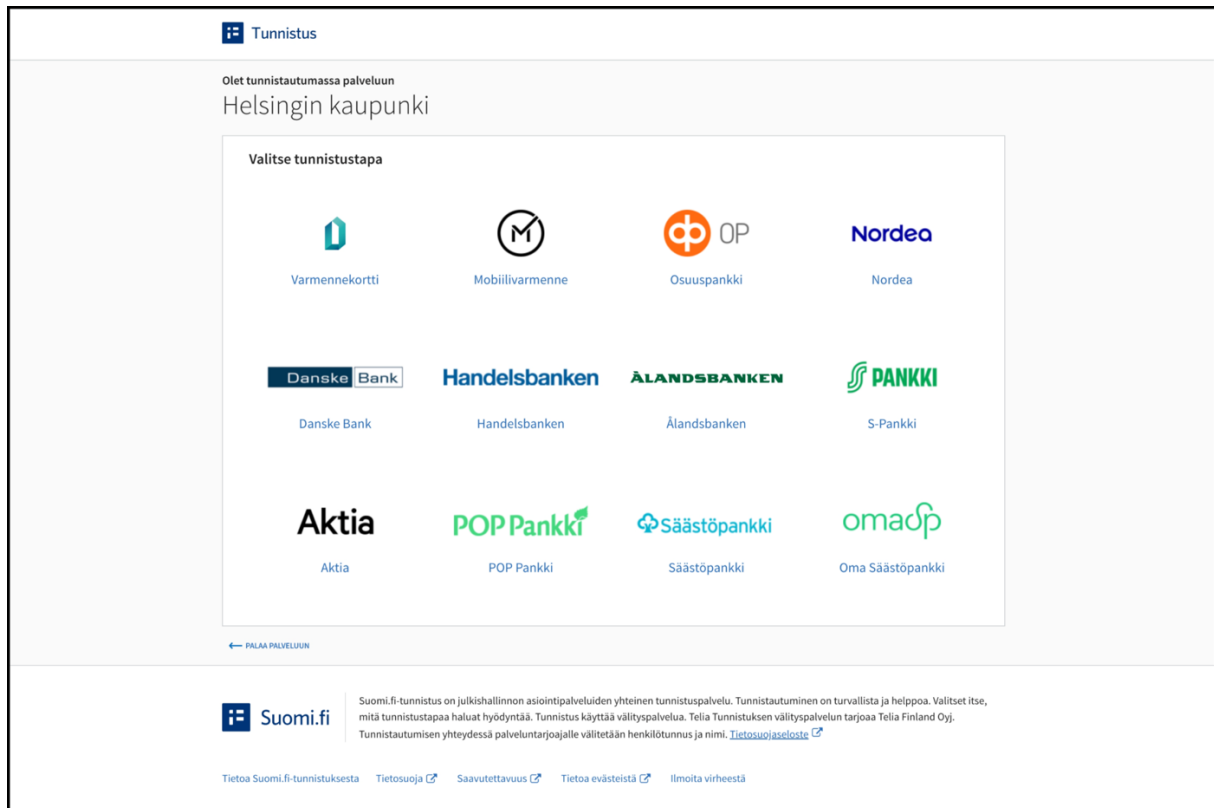 Tunnistus
Olet tunnistautumassa palveluun
Helsingin kaupunki
Valitse tunnistustapa
M
OP
Nordea
Varmennekortti
Mobiilivarmenne
Osuuspankki
Nordea
Danske Bank
Handelsbanken
ÅLANDSBANKEN
S PANKKI
Danske Bank
Handelsbanken
Ålandsbanken
S-Pankki
Aktia
POP Pankki
Säästöpankki
omasp
Aktia
POP Pankki
Säästöpankki
Oma Säästöpankki
← PALAA PALVELUUN
Suomi.fi
Suomi.fi-tunnistus on julkishallinnon asiointipalveluiden yhteinen tunnistuspalvelu. Tunnistautuminen on turvallista ja helppoa. Valitset itse,
mitä tunnistustapaa haluat hyödyntää. Tunnistus käyttää välityspalvelua. Telia Tunnistuksen välityspalvelun tarjoaa Telia Finland Oyj.
Tunnistautumisen yhteydessä palveluntarjoajalle välitetään henkilötunnus ja nimi. Tietosuojaseloste
Tietoa Suomi.fi-tunnistuksesta Tietosuoja Saavutettavuus Tietoa evästeistä Ilmoita virheestä